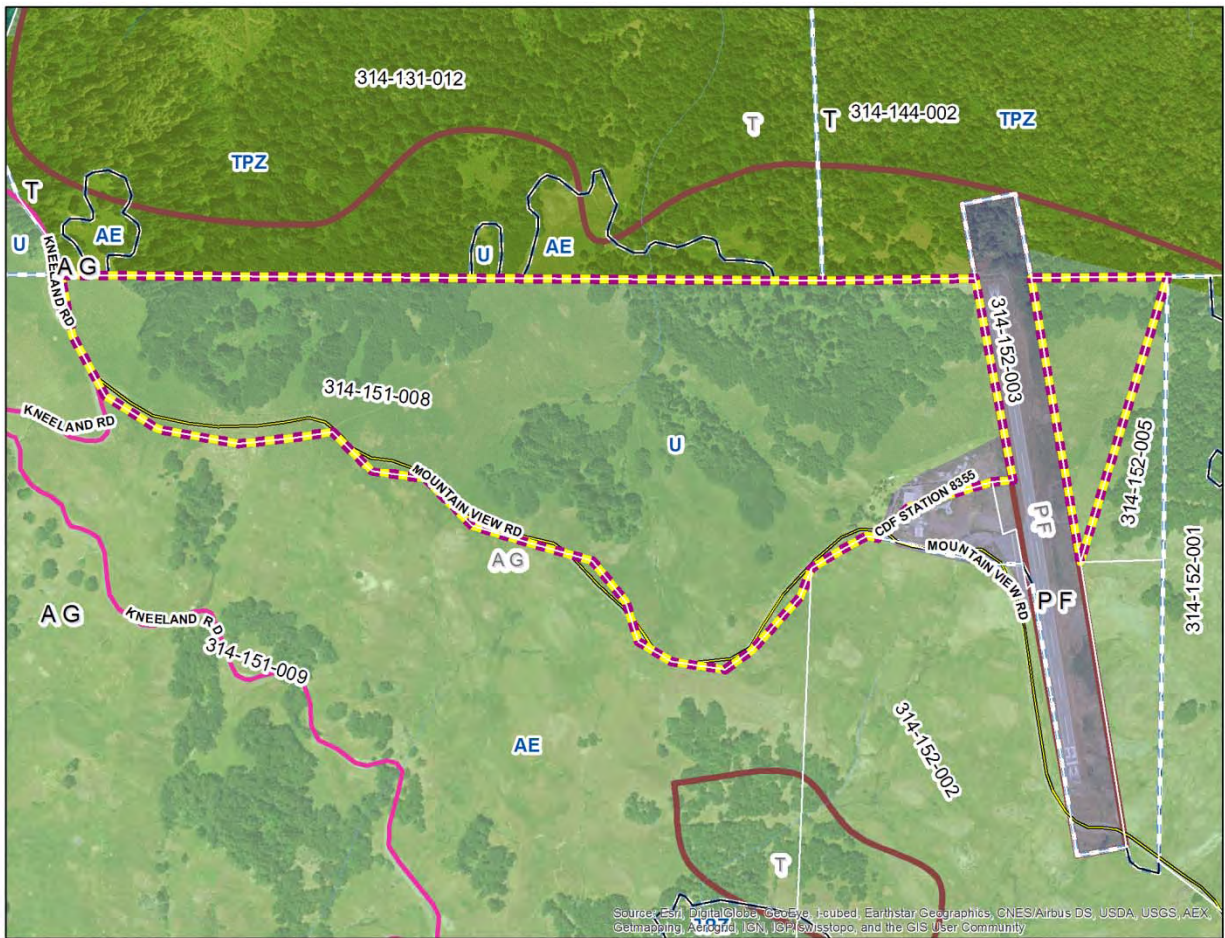 314-131-012
T
T
314-144-002
TPZ
TPZ
T
U
AE
U
AE
AG
KNEELAND RD
314-152-003
314-151-008
KNEELAND RD
314-152-005
U
MOUNTAIN VIEW RD
CDF STATION 8355
PF
AG
MOUNTAIN VIEW RD
314-152-001
PF
AG
KNEELAND RD
314-151-009
314-152-002
AE
T
TPZ
Source: Esri, DigitalGlobe, GeoEye, i-cubed, Earthstar Geographics, CNES/Airbus DS, USDA, USGS, AEX,
Getmapping, Aerogrid, IGN, IGP, swisstopo, and the GIS User Community